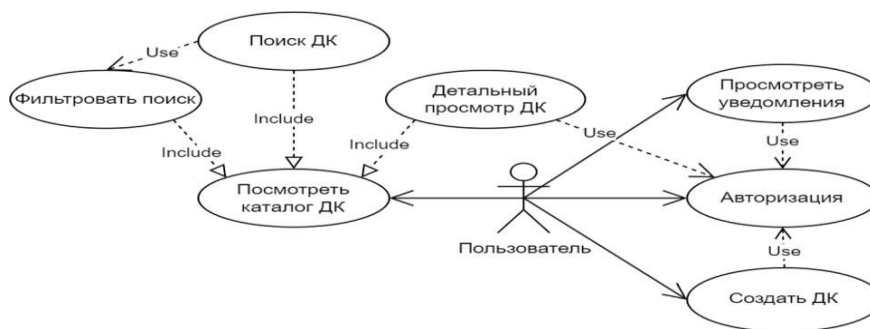 Поиск ДК
Use
Фильтровать поиск
Детальный
просмотр ДК
Просмотреть
уведомления
Include
Include
Include
Use
Use
Посмотреть
каталог ДК
Авторизация
Пользователь
Use
Создать ДК